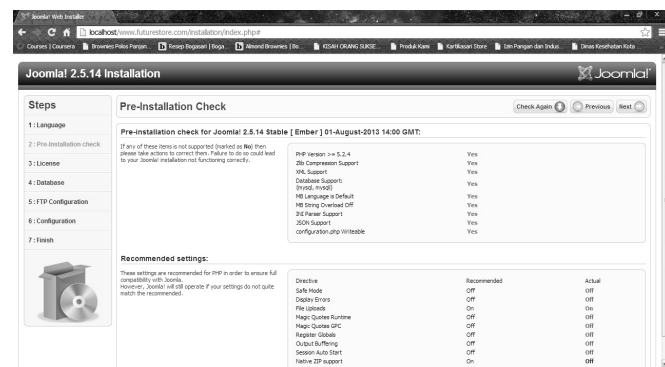 Joomla! Web Installer
localhost/www.futurestore.com/installation/index.php#
Courses | Coursera
Brownies Polos Panjan...
Resep Bogasari | Boga...
Almond Brownies | Bo...
KISAH ORANG SUKSE...
Produk Kami
Kartikasari Store
Izin Pangan dan Indus...
Dinas Kesehatan Kota ...
Joomla! 2.5.14 Installation
Joomla!
Steps
1 : Language
2 : Pre-Installation check
3 : License
4 : Database
5 : FTP Configuration
6 : Configuration
7 : Finish
Pre-Installation Check
Check Again
Previous
Next
Pre-installation check for Joomla! 2.5.14 Stable [ Ember ] 01-August-2013 14:00 GMT:
If any of these items is not supported (marked as No) then
please take actions to correct them. Failure to do so could lead
to your Joomla! installation not functioning correctly.
PHP Version >= 5.2.4 Yes
Zlib Compression Support Yes
XML Support Yes
Database Support:
(mysql, mysqli) Yes
MB Language is Default Yes
MB String Overload Off Yes
INI Parser Support Yes
JSON Support Yes
configuration.php Writeable Yes
Recommended settings:
These settings are recommended for PHP in order to ensure full
compatibility with Joomla.
However, Joomla! will still operate if your settings do not quite
match the recommended.
Directive Recommended Actual
Safe Mode Off Off
Display Errors Off Off
File Uploads On On
Magic Quotes Runtime Off Off
Magic Quotes GPC Off Off
Register Globals Off Off
Output Buffering Off Off
Session Auto Start Off Off
Native ZIP support On Off